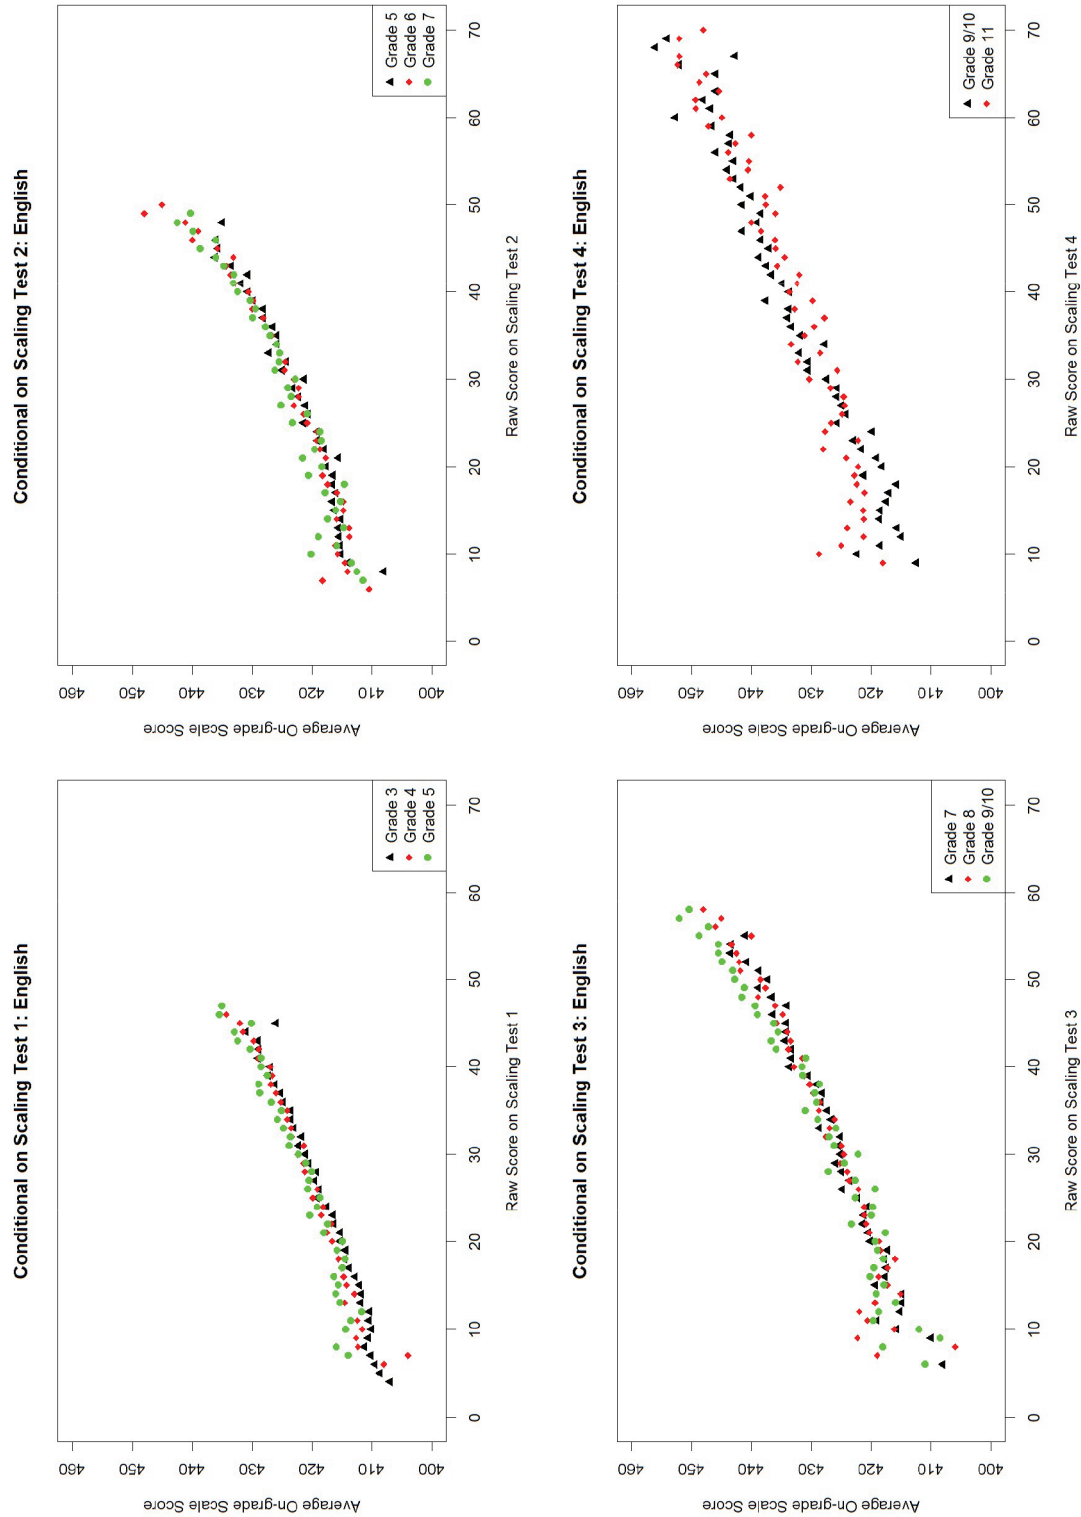 Conditional on Scaling Test 1: English
Average On-grade Scale Score
400 410 420 430 440 450 460
0 10 20 30 40 50 60 70
Raw Score on Scaling Test 1
Grade 3
Grade 4
Grade 5
Conditional on Scaling Test 2: English
Average On-grade Scale Score
400 410 420 430 440 450 460
0 10 20 30 40 50 60 70
Raw Score on Scaling Test 2
Grade 5
Grade 6
Grade 7
Conditional on Scaling Test 3: English
Average On-grade Scale Score
400 410 420 430 440 450 460
0 10 20 30 40 50 60 70
Raw Score on Scaling Test 3
Grade 7
Grade 8
Grade 9/10
Conditional on Scaling Test 4: English
Average On-grade Scale Score
400 410 420 430 440 450 460
0 10 20 30 40 50 60 70
Raw Score on Scaling Test 4
Grade 9/10
Grade 11